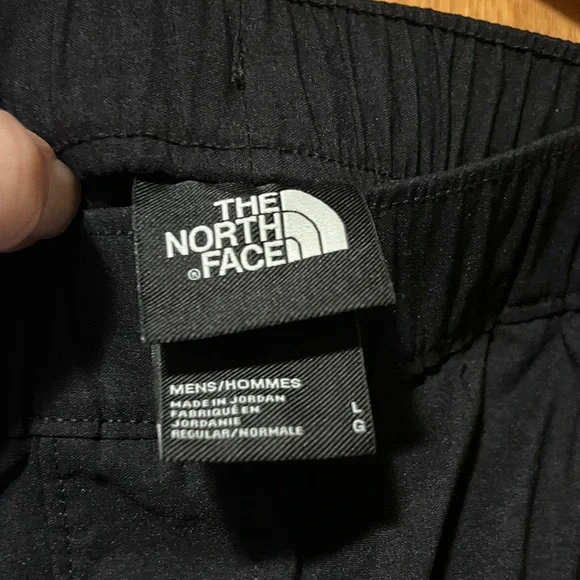 THE
NORTH
FACE
®
MENS/HOMMES
MADE IN JORDAN
FABRIQUÉ EN
JORDANIE
REGULAR/NORMALE
L
G